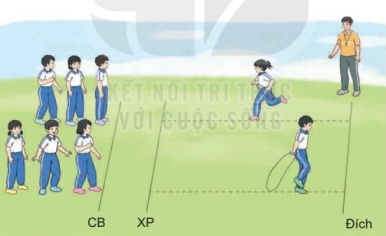 KẾT NỐI TRI THỨC
VỚI CUỘC SỐNG
CB XP Đích